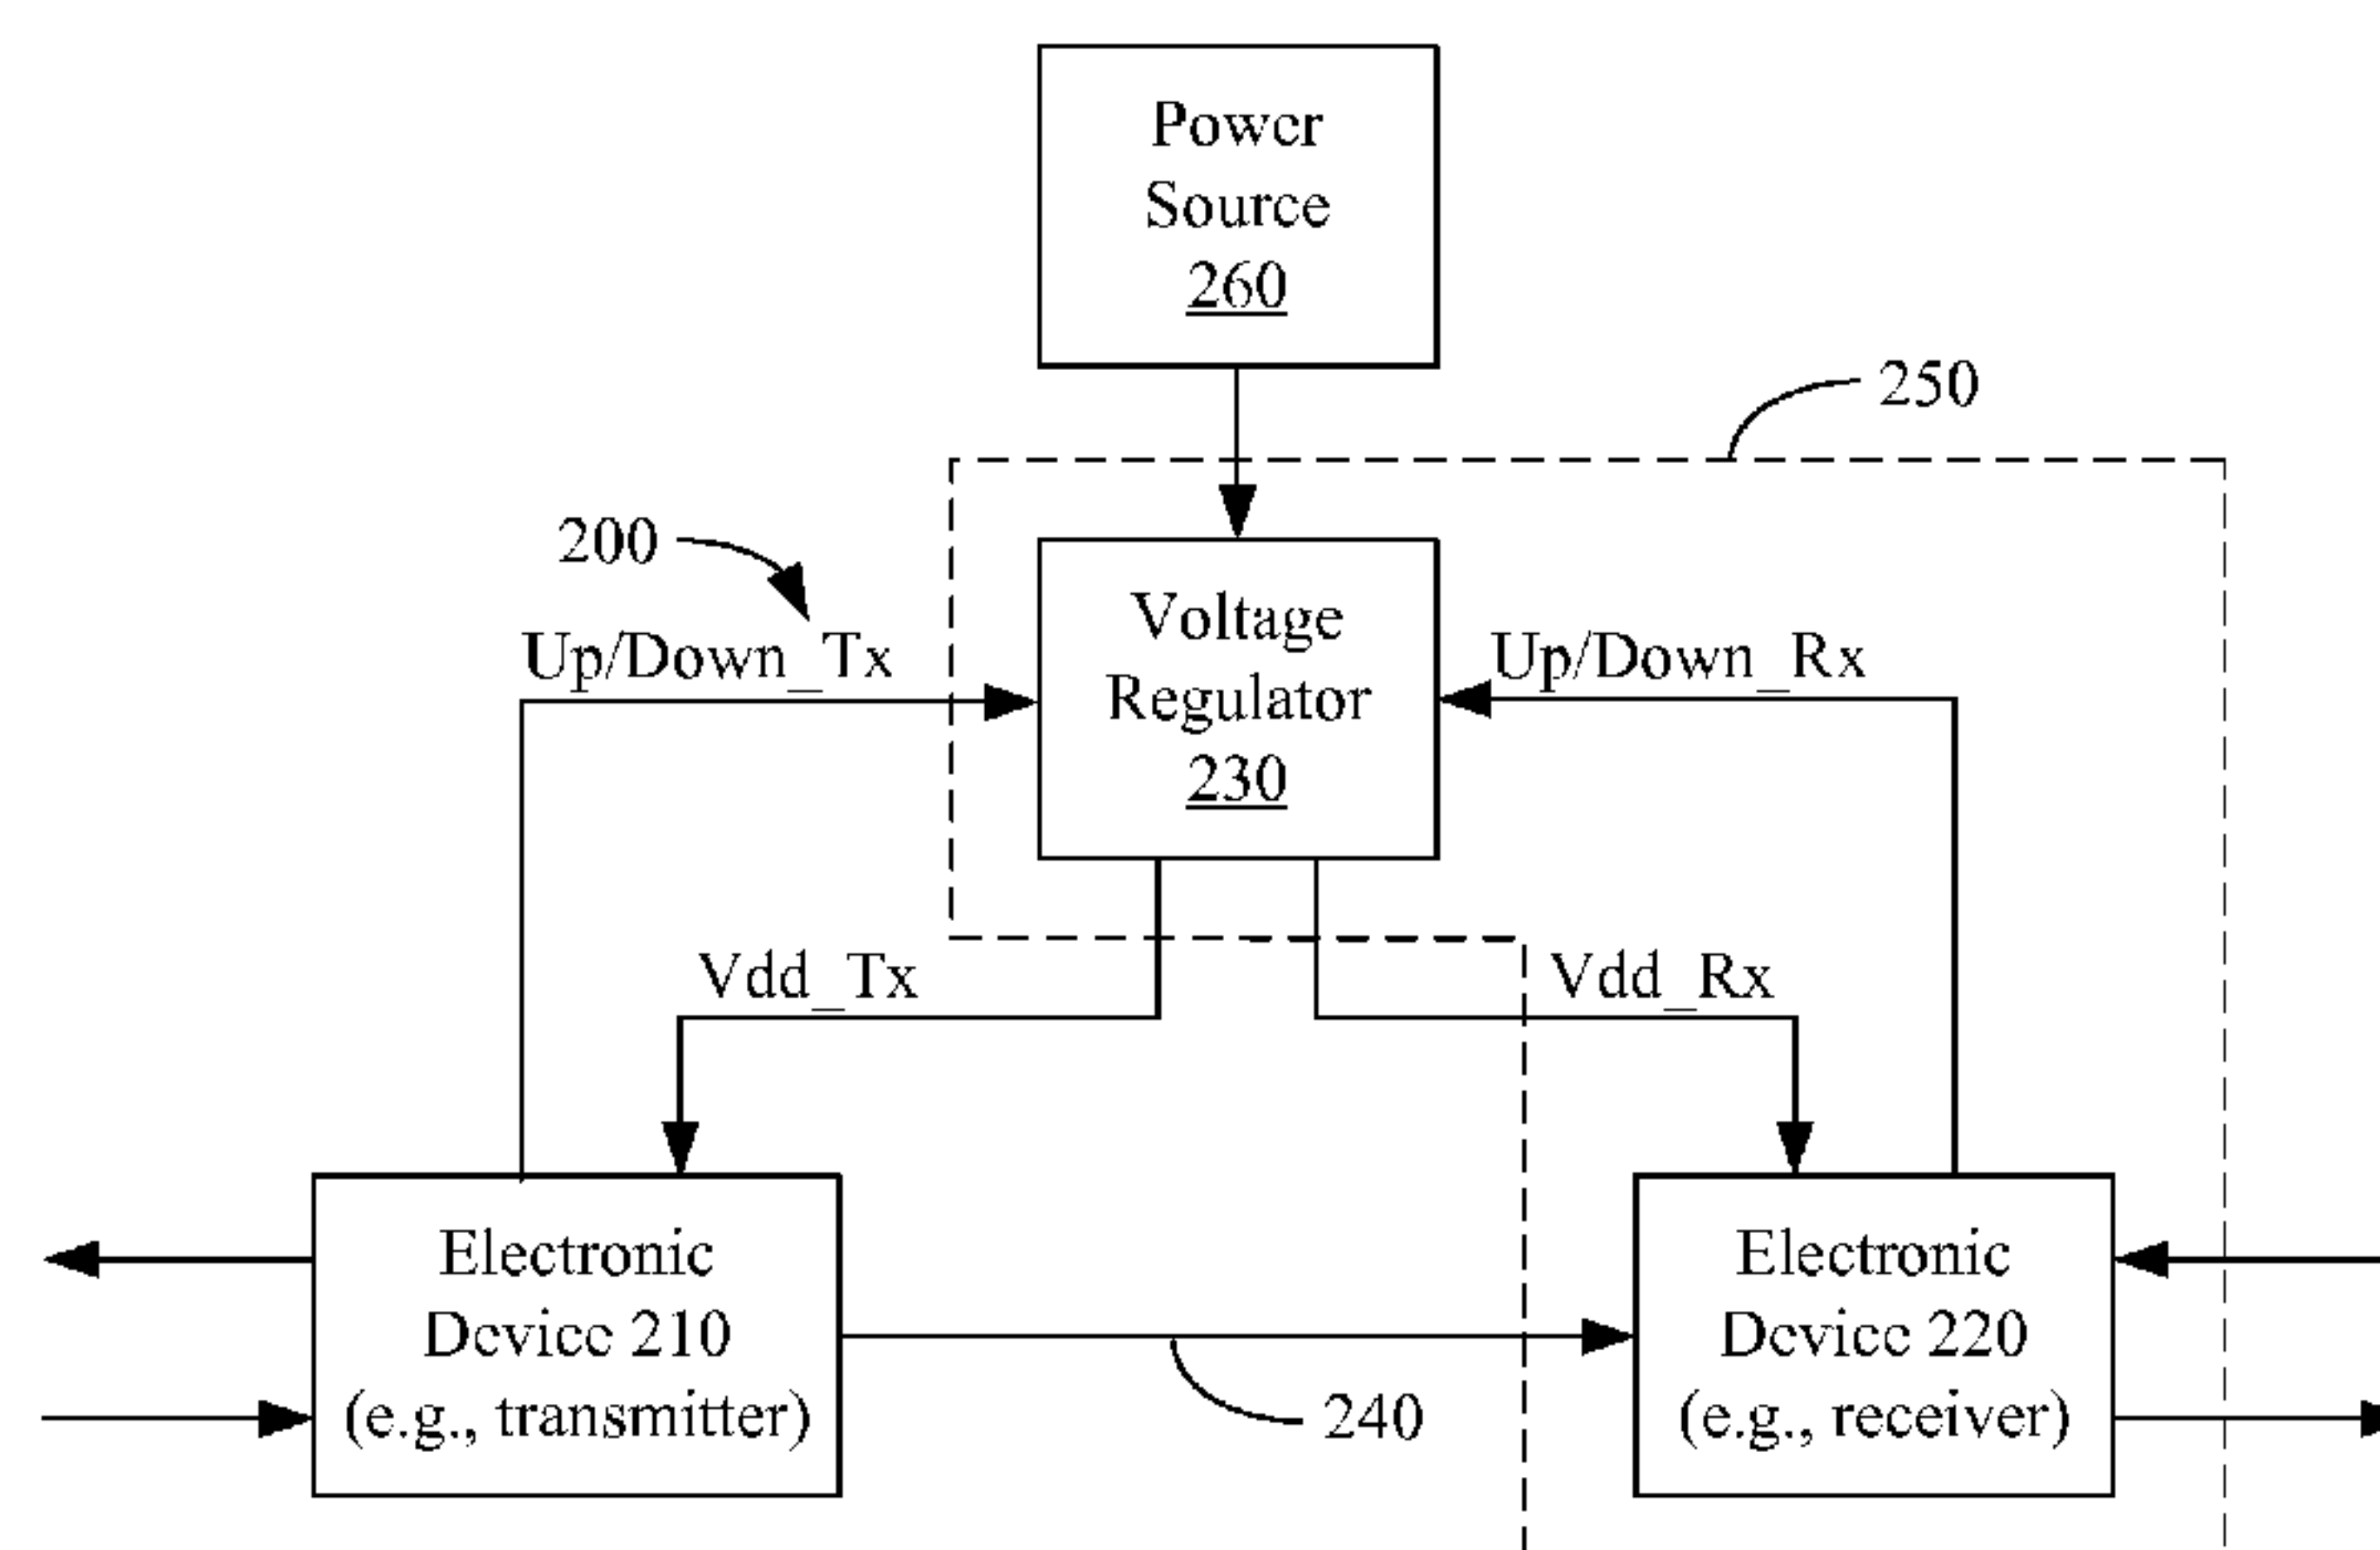 Power
Source
260
250
200
Voltage
Regulator
230
Up/Down_Tx
Up/Down_Rx
Vdd_Tx
Vdd_Rx
Electronic
Device 210
(e.g., transmitter)
Electronic
Device 220
(e.g., receiver)
240